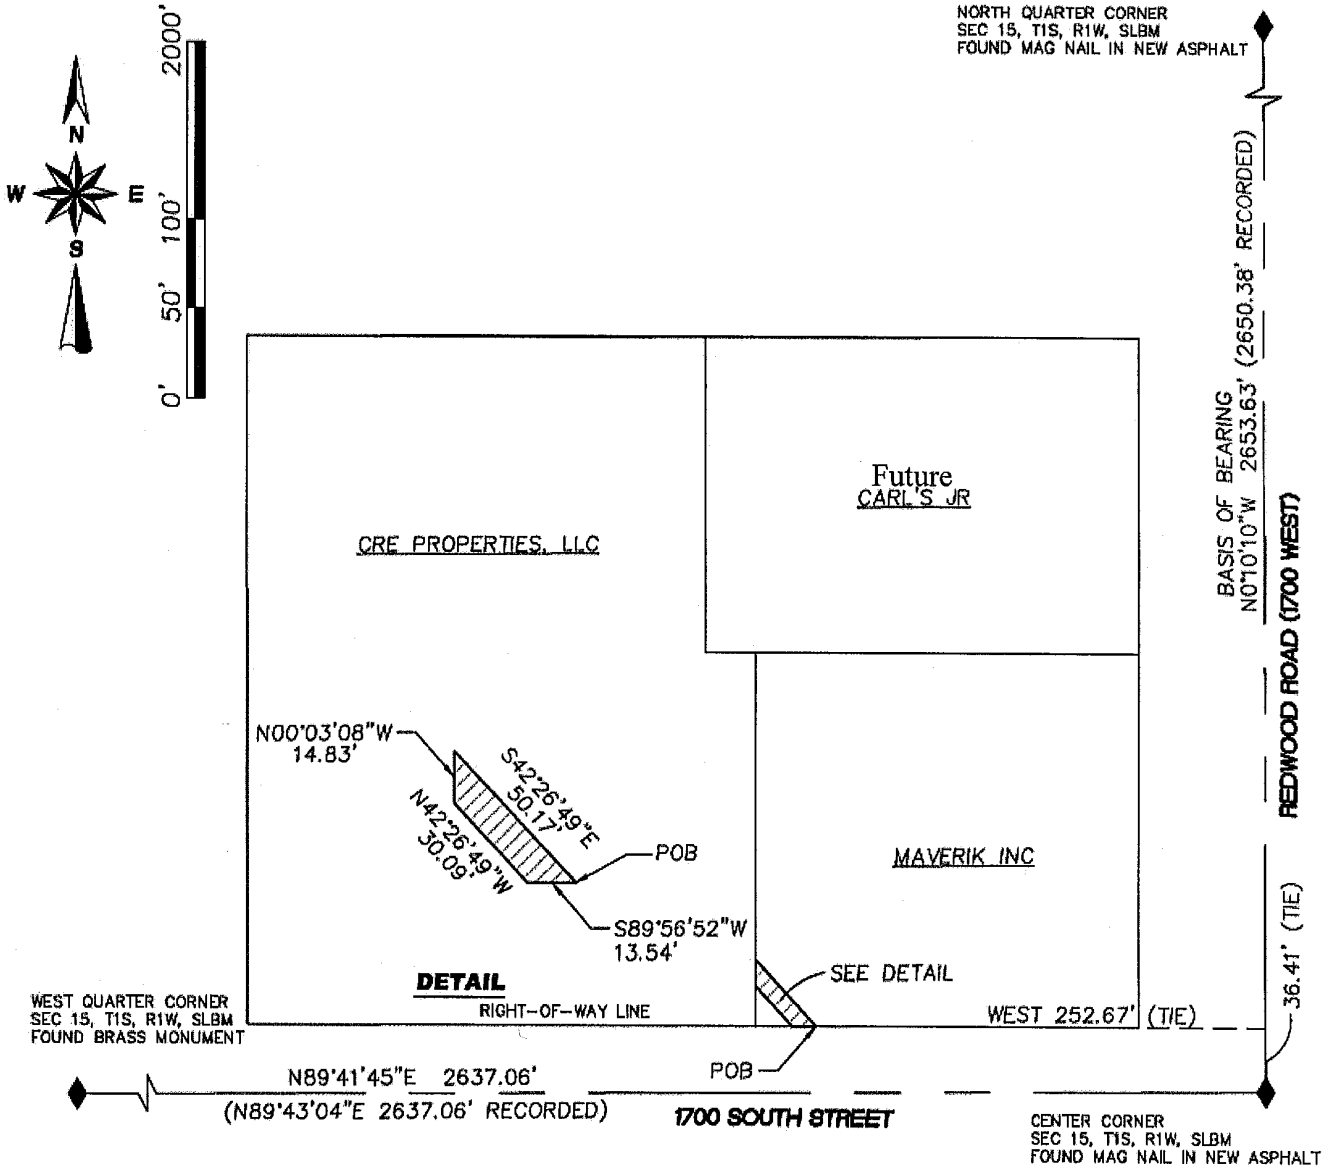 NORTH QUARTER CORNER
SEC 15, T1S, R1W, SLBM
FOUND MAG NAIL IN NEW ASPHALT
N
W E
S
2000'
100'
50'
0'
BASIS OF BEARING
N0°10'10"W 2653.63' (2650.38' RECORDED)
REDWOOD ROAD (1700 WEST)
Future
CARL'S JR
CRE PROPERTIES, LLC
N00°03'08"W
14.83'
S42°26'49"E
50.17'
N42°26'49"W
30.09'
POB
S89°56'52"W
13.54'
MAVERIK INC
DETAIL
SEE DETAIL
36.41' (TIE)
RIGHT-OF-WAY LINE
WEST 252.67' (TIE)
WEST QUARTER CORNER
SEC 15, T1S, R1W, SLBM
FOUND BRASS MONUMENT
POB
N89°41'45"E 2637.06'
(N89°43'04"E 2637.06' RECORDED)
1700 SOUTH STREET
CENTER CORNER
SEC 15, T1S, R1W, SLBM
FOUND MAG NAIL IN NEW ASPHALT